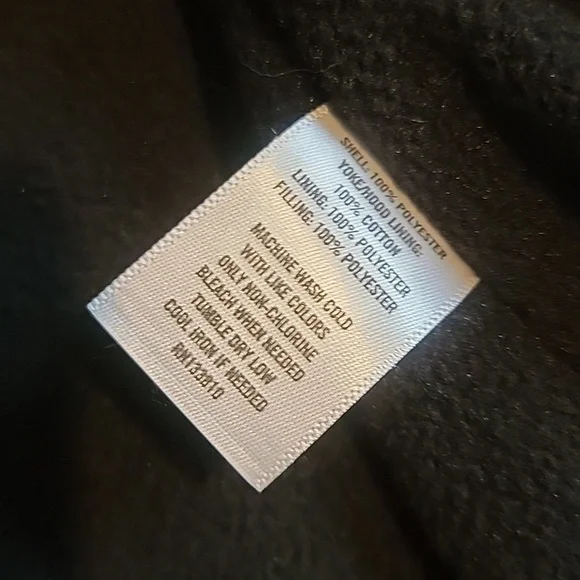 SHELL: 100% POLYESTER
YOKE/HOOD LINING:
100% COTTON
LINING: 100% POLYESTER
FILLING: 100% POLYESTER
MACHINE WASH COLD
WITH LIKE COLORS
ONLY NON-CHLORINE
BLEACH WHEN NEEDED
TUMBLE DRY LOW
COOL IRON IF NEEDED
RN133810